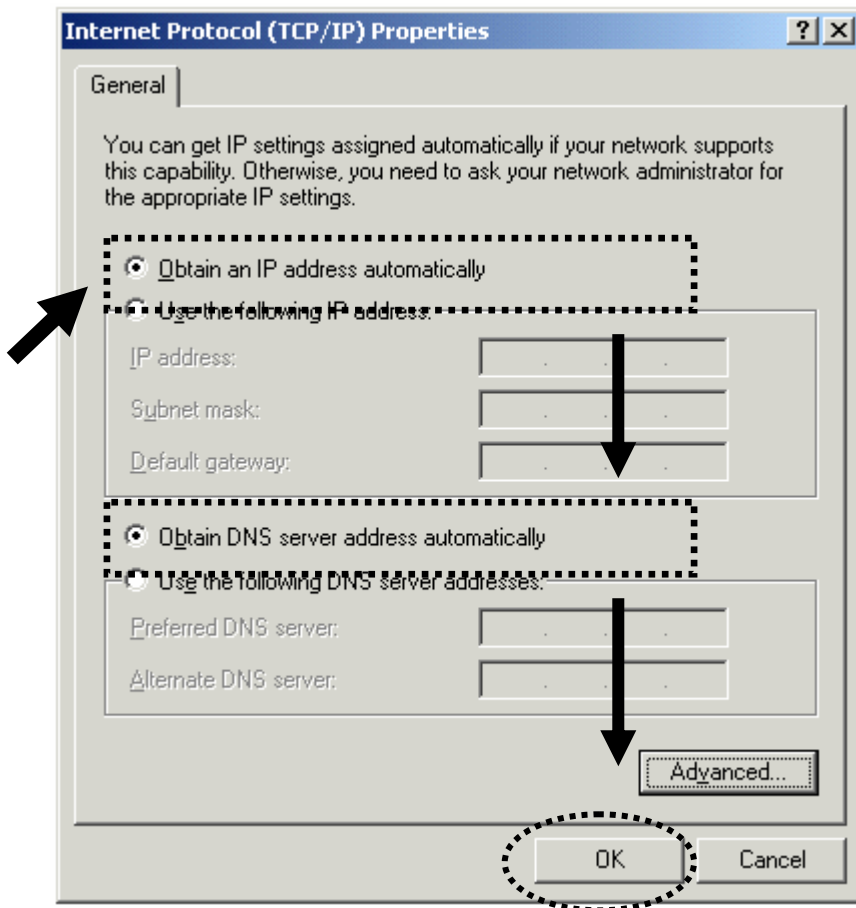 Internet Protocol (TCP/IP) Properties
General
You can get IP settings assigned automatically if your network supports
this capability. Otherwise, you need to ask your network administrator for
the appropriate IP settings.
Obtain an IP address automatically
Use the following IP address:
IP address:
Subnet mask:
Default gateway:
Obtain DNS server address automatically
Use the following DNS server addresses:
Preferred DNS server:
Alternate DNS server:
Advanced...
OK Cancel